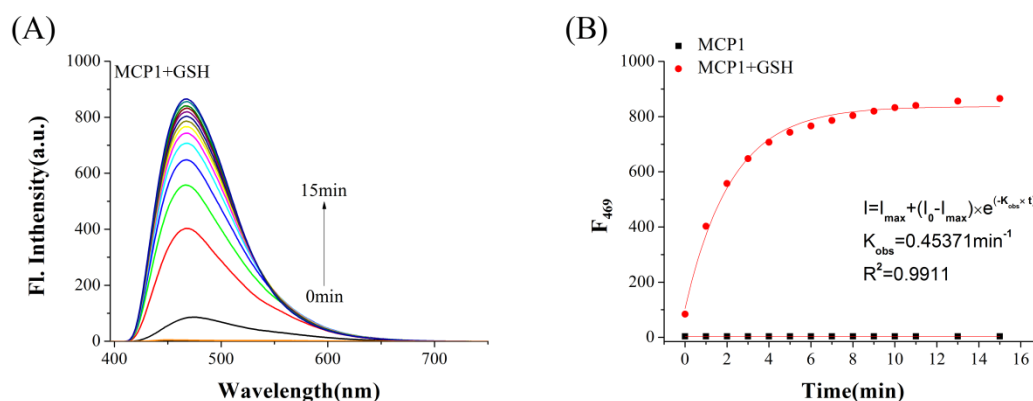 (A)
MCP1+GSH
1000
800
600
400
200
0
Fl. Inthensity(a.u.)
15min
0min
400
500
600
700
Wavelength(nm)
(B)
MCP1
MCP1+GSH
1000
800
600
400
200
0
F469
I=Imax+(I0-Imax)×e(-Kobs× t)
Kobs=0.45371min-1
R2=0.9911
0
2
4
6
8
10
12
14
16
Time(min)